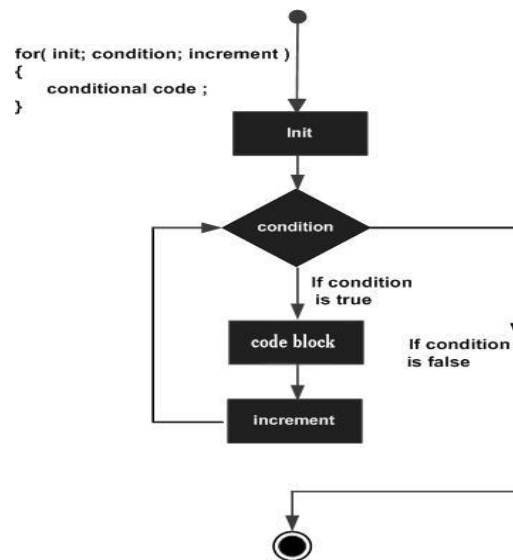 for( init; condition; increment )
{
conditional code ;
}
Init
condition
If condition
is true
code block
If condition
is false
increment